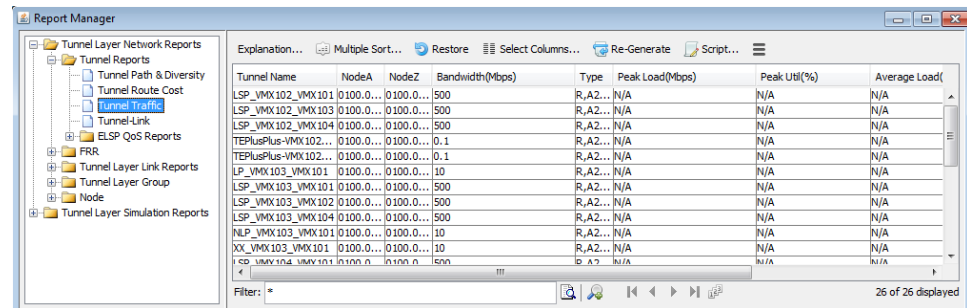 Report Manager
Tunnel Layer Network Reports
Tunnel Reports
Tunnel Path & Diversity
Tunnel Route Cost
Tunnel Traffic
Tunnel-Link
ELSP QoS Reports
FRR
Tunnel Layer Link Reports
Tunnel Layer Group
Node
Tunnel Layer Simulation Reports
Explanation... Multiple Sort... Restore Select Columns... Re-Generate Script...
Tunnel Name NodeA NodeZ Bandwidth(Mbps) Type Peak Load(Mbps) Peak Util(%) Average Load(
LSP_VMX102_VMX101 0100.0... 0100.0... 500 R,A2... N/A N/A N/A
LSP_VMX102_VMX103 0100.0... 0100.0... 500 R,A2... N/A N/A N/A
LSP_VMX102_VMX104 0100.0... 0100.0... 500 R,A2... N/A N/A N/A
TEPlusPlus-VMX102... 0100.0... 0100.0... 0.1 R,A2... N/A N/A N/A
TEPlusPlus-VMX102... 0100.0... 0100.0... 0.1 R,A2... N/A N/A N/A
LP_VMX103_VMX101 0100.0... 0100.0... 10 R,A2... N/A N/A N/A
LSP_VMX103_VMX101 0100.0... 0100.0... 500 R,A2... N/A N/A N/A
LSP_VMX103_VMX102 0100.0... 0100.0... 500 R,A2... N/A N/A N/A
LSP_VMX103_VMX104 0100.0... 0100.0... 500 R,A2... N/A N/A N/A
NLP_VMX103_VMX101 0100.0... 0100.0... 10 R,A2... N/A N/A N/A
XX_VMX103_VMX101 0100.0... 0100.0... 10 R,A2... N/A N/A N/A
LSP_VMX104_VMX101 0100.0... 0100.0... 500 R,A2... N/A N/A N/A
Filter: * 26 of 26 displayed